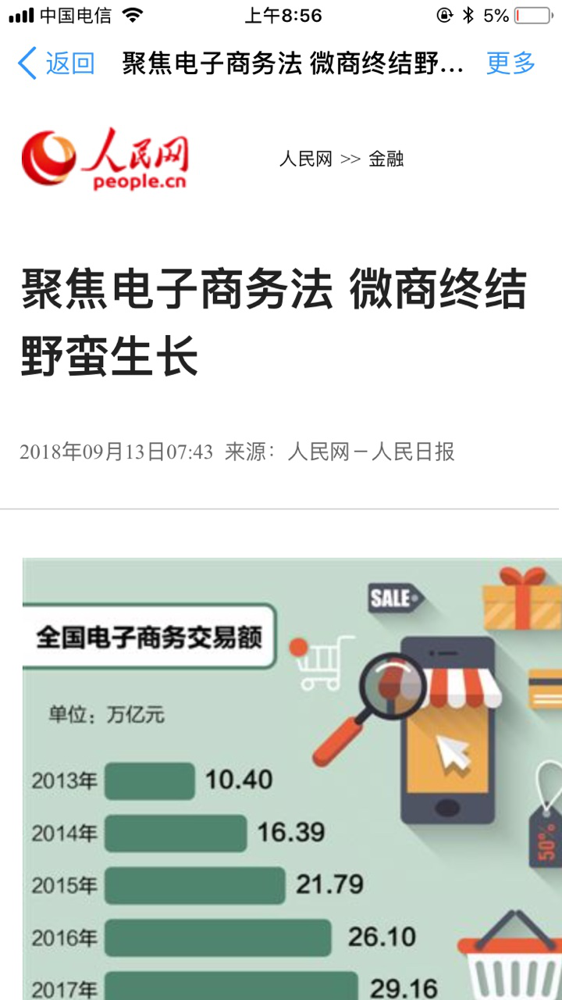 中国电信 上午8:56 5%
返回 聚焦电子商务法 微商终结野... 更多
人民网
people.cn
人民网 >> 金融
聚焦电子商务法 微商终结
野蛮生长
2018年09月13日07:43 来源：人民网－人民日报
SALE
全国电子商务交易额
单位：万亿元
2013年 10.40
2014年 16.39
50%
2015年 21.79
2016年 26.10
2017年 29.16